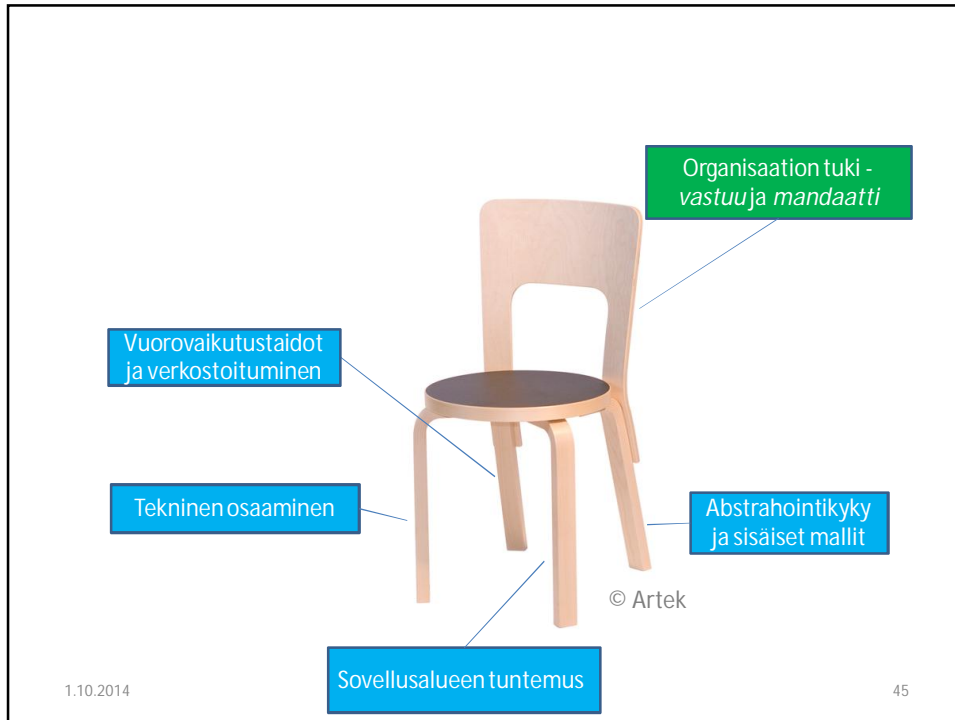 Organisaation tuki -
vastuu ja mandaatti
Vuorovaikutustaidot
ja verkostoituminen
Tekninen osaaminen
Abstrahointikyky
ja sisäiset mallit
© Artek
Sovellusalueen tuntemus
1.10.2014
45